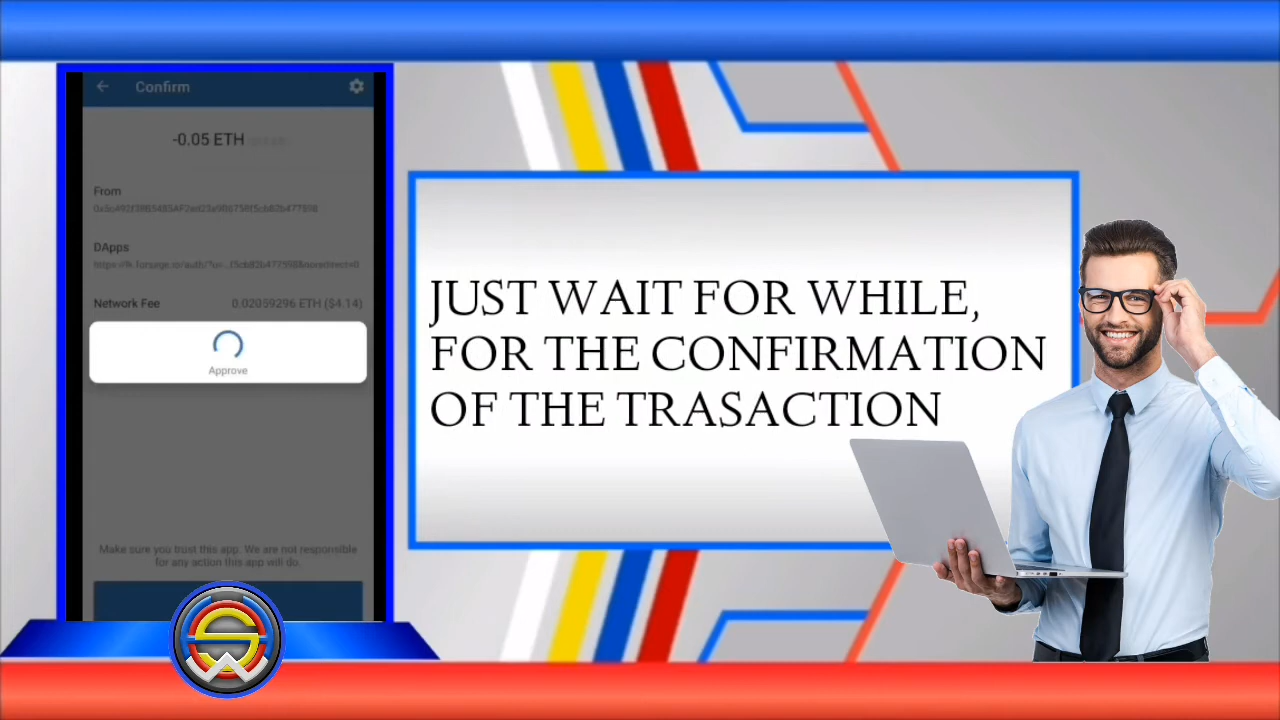 Confirm
-0.05 ETH
From
DApps
Network Fee 0.02059296 ETH ($4.14)
Approve
Make sure you trust this app. We are not responsible
for any action this app will do.
JUST WAIT FOR WHILE,
FOR THE CONFIRMATION
OF THE TRASACTION